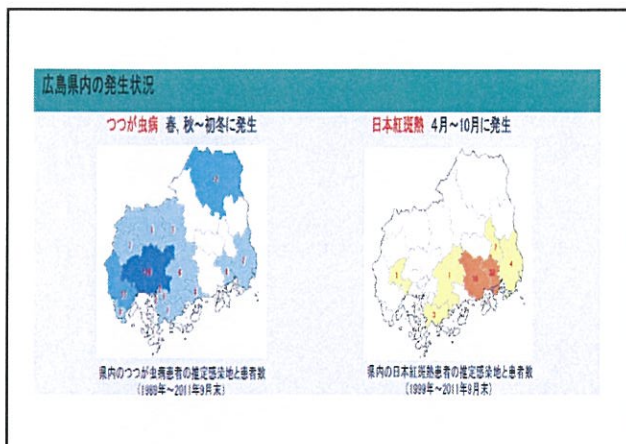 広島県内の発生状況
つつが虫病 春, 秋～初冬に発生
日本紅斑熱 4月～10月に発生
県内のつつが虫病患者の推定感染地と患者数
(1989年～2011年9月末)
県内の日本紅斑熱患者の推定感染地と患者数
(1999年～2011年9月末)